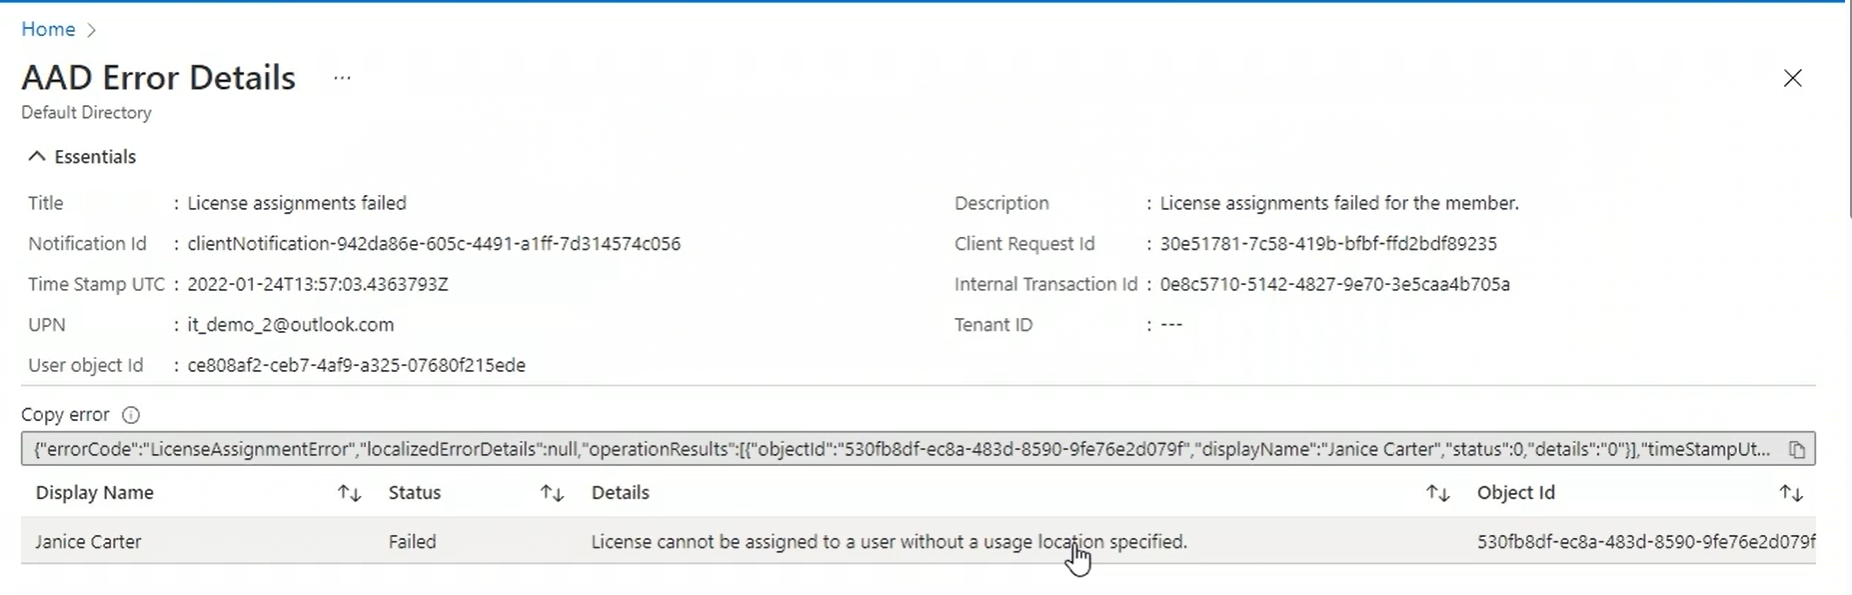 Home >
AAD Error Details ...
Default Directory
Essentials
Title : License assignments failed
Description : License assignments failed for the member.
Notification Id : clientNotification-942da86e-605c-4491-a1ff-7d314574c056
Client Request Id : 30e51781-7c58-419b-bfbf-ffd2bdf89235
Time Stamp UTC : 2022-01-24T13:57:03.4363793Z
Internal Transaction Id : 0e8c5710-5142-4827-9e70-3e5caa4b705a
UPN : it_demo_2@outlook.com
Tenant ID : ---
User object Id : ce808af2-ceb7-4af9-a325-07680f215ede
Copy error
{"errorCode":"LicenseAssignmentError","localizedErrorDetails":null,"operationResults":[{"objectId":"530fb8df-ec8a-483d-8590-9fe76e2d079f","displayName":"Janice Carter","status":0,"details":"0"}],"timeStampUt...
Display Name Status Details Object Id
Janice Carter Failed License cannot be assigned to a user without a usage location specified. 530fb8df-ec8a-483d-8590-9fe76e2d079f